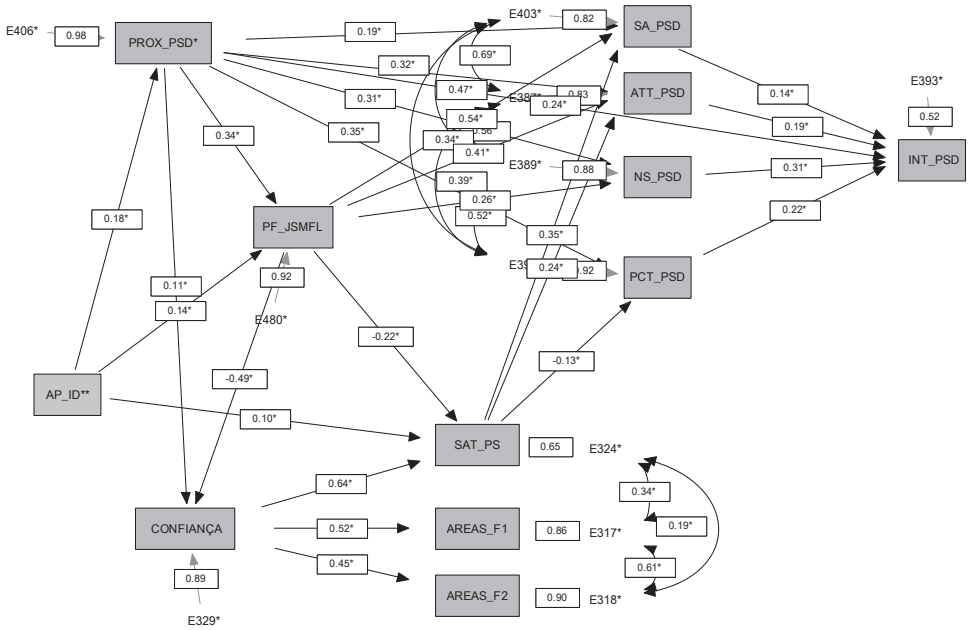 E406*
0.98
PROX_PSD*
0.19*
E403*
0.82
SA_PSD
0.69*
0.32*
0.47*
E387*
0.83
0.24*
ATT_PSD
0.14*
E393*
0.52
0.31*
0.54*
0.56
0.34*
0.35*
0.34*
0.41*
0.19*
INT_PSD
E389*
0.88
NS_PSD
0.31*
0.39*
0.26*
0.52*
0.22*
0.18*
PF_JSMFL
0.35*
0.24*
0.92
PCT_PSD
0.92
0.11*
0.14*
E480*
-0.22*
-0.13*
-0.49*
AP_ID**
0.10*
SAT_PS
0.65
E324*
0.64*
0.34*
CONFIANÇA
0.52*
AREAS_F1
0.86
E317*
0.19*
0.45*
0.61*
0.89
AREAS_F2
0.90
E318*
E329*